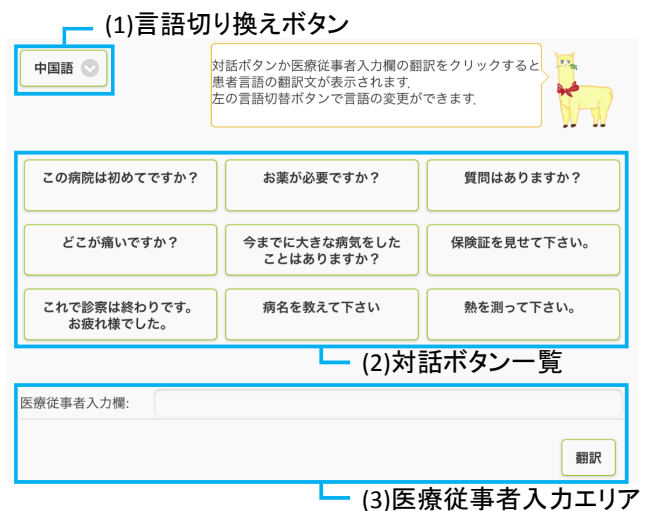 (1)言語切り換えボタン
中国語
対話ボタンか医療従事者入力欄の翻訳をクリックすると
患者言語の翻訳文が表示されます.
左の言語切替ボタンで言語の変更ができます.
この病院は初めてですか？
お薬が必要ですか？
質問はありますか？
どこが痛いですか？
今までに大きな病気をした
ことはありますか？
保険証を見せて下さい。
これで診察は終わりです。
お疲れ様でした。
病名を教えて下さい
熱を測って下さい。
(2)対話ボタン一覧
医療従事者入力欄:
翻訳
(3)医療従事者入力エリア